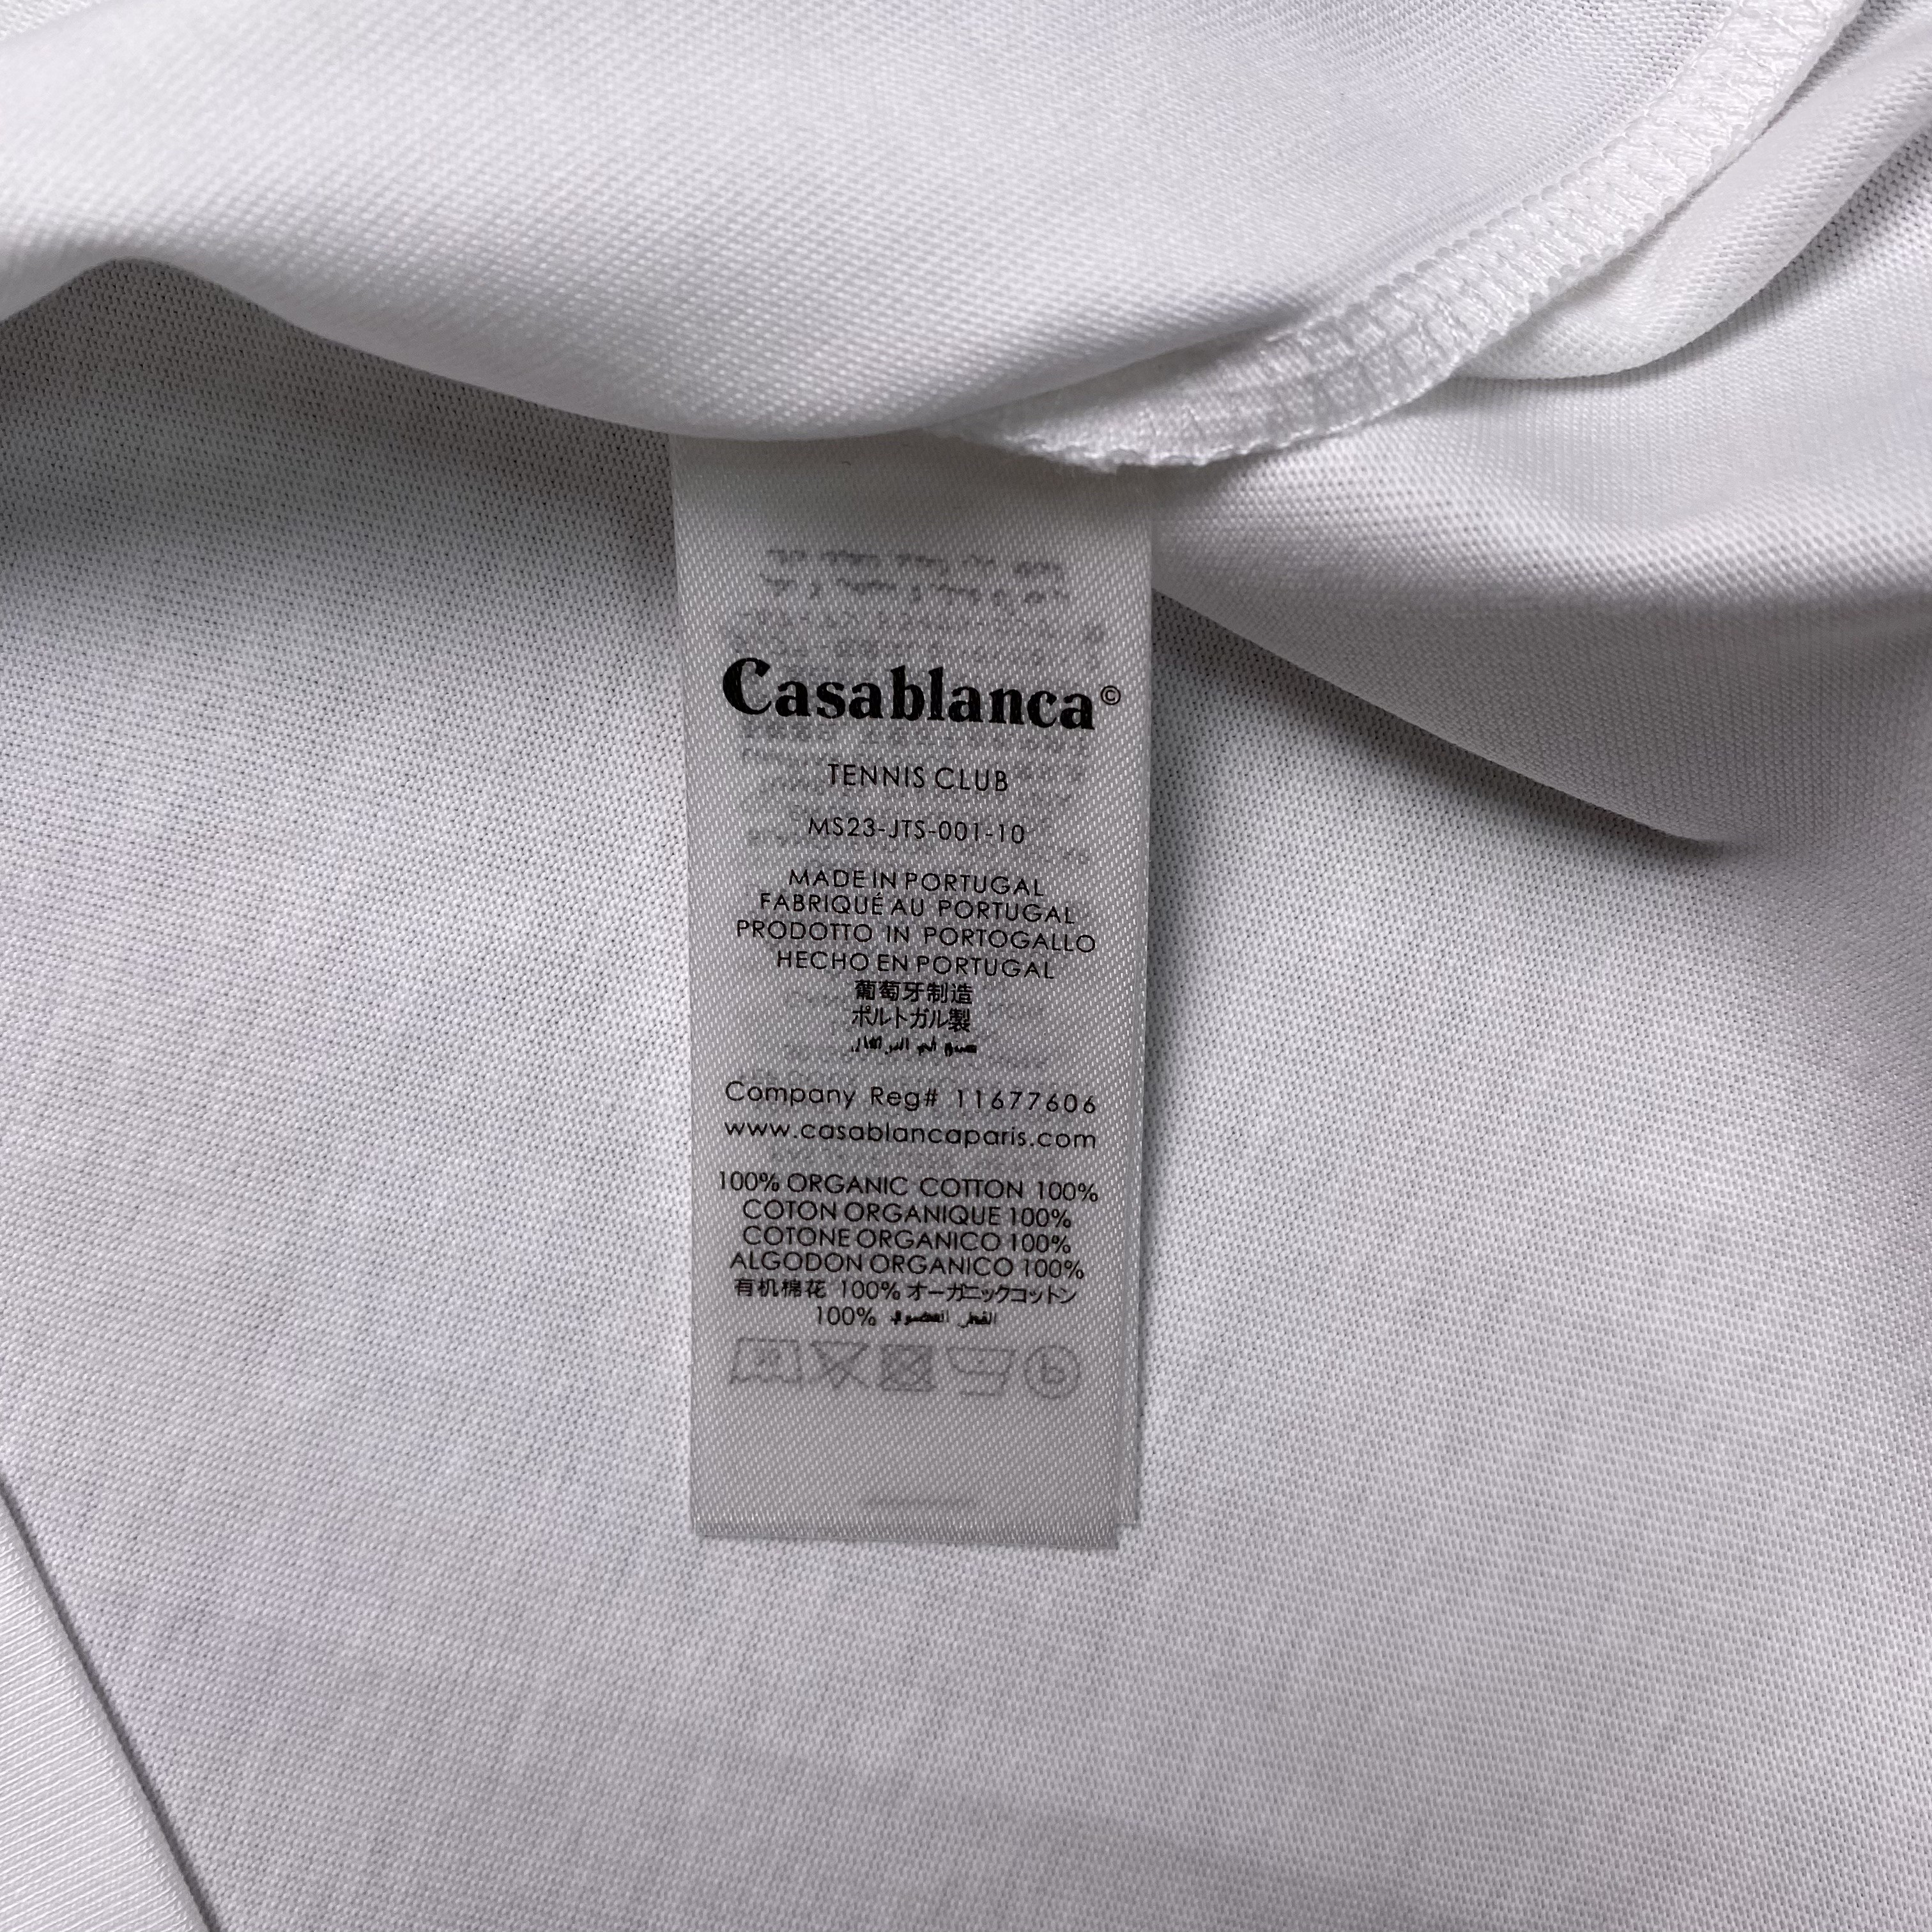 Casablanca©
TENNIS CLUB
MS23-JTS-001-10
MADE IN PORTUGAL
FABRIQUÉ AU PORTUGAL
PRODOTTO IN PORTOGALLO
HECHO EN PORTUGAL
葡萄牙制造
ポルトガル製
Company Reg# 11677606
www.casablancaparis.com
100% ORGANIC COTTON 100%
COTON ORGANIQUE 100%
COTONE ORGANICO 100%
ALGODON ORGANICO 100%
有机棉花 100% オーガニックコットン
100%